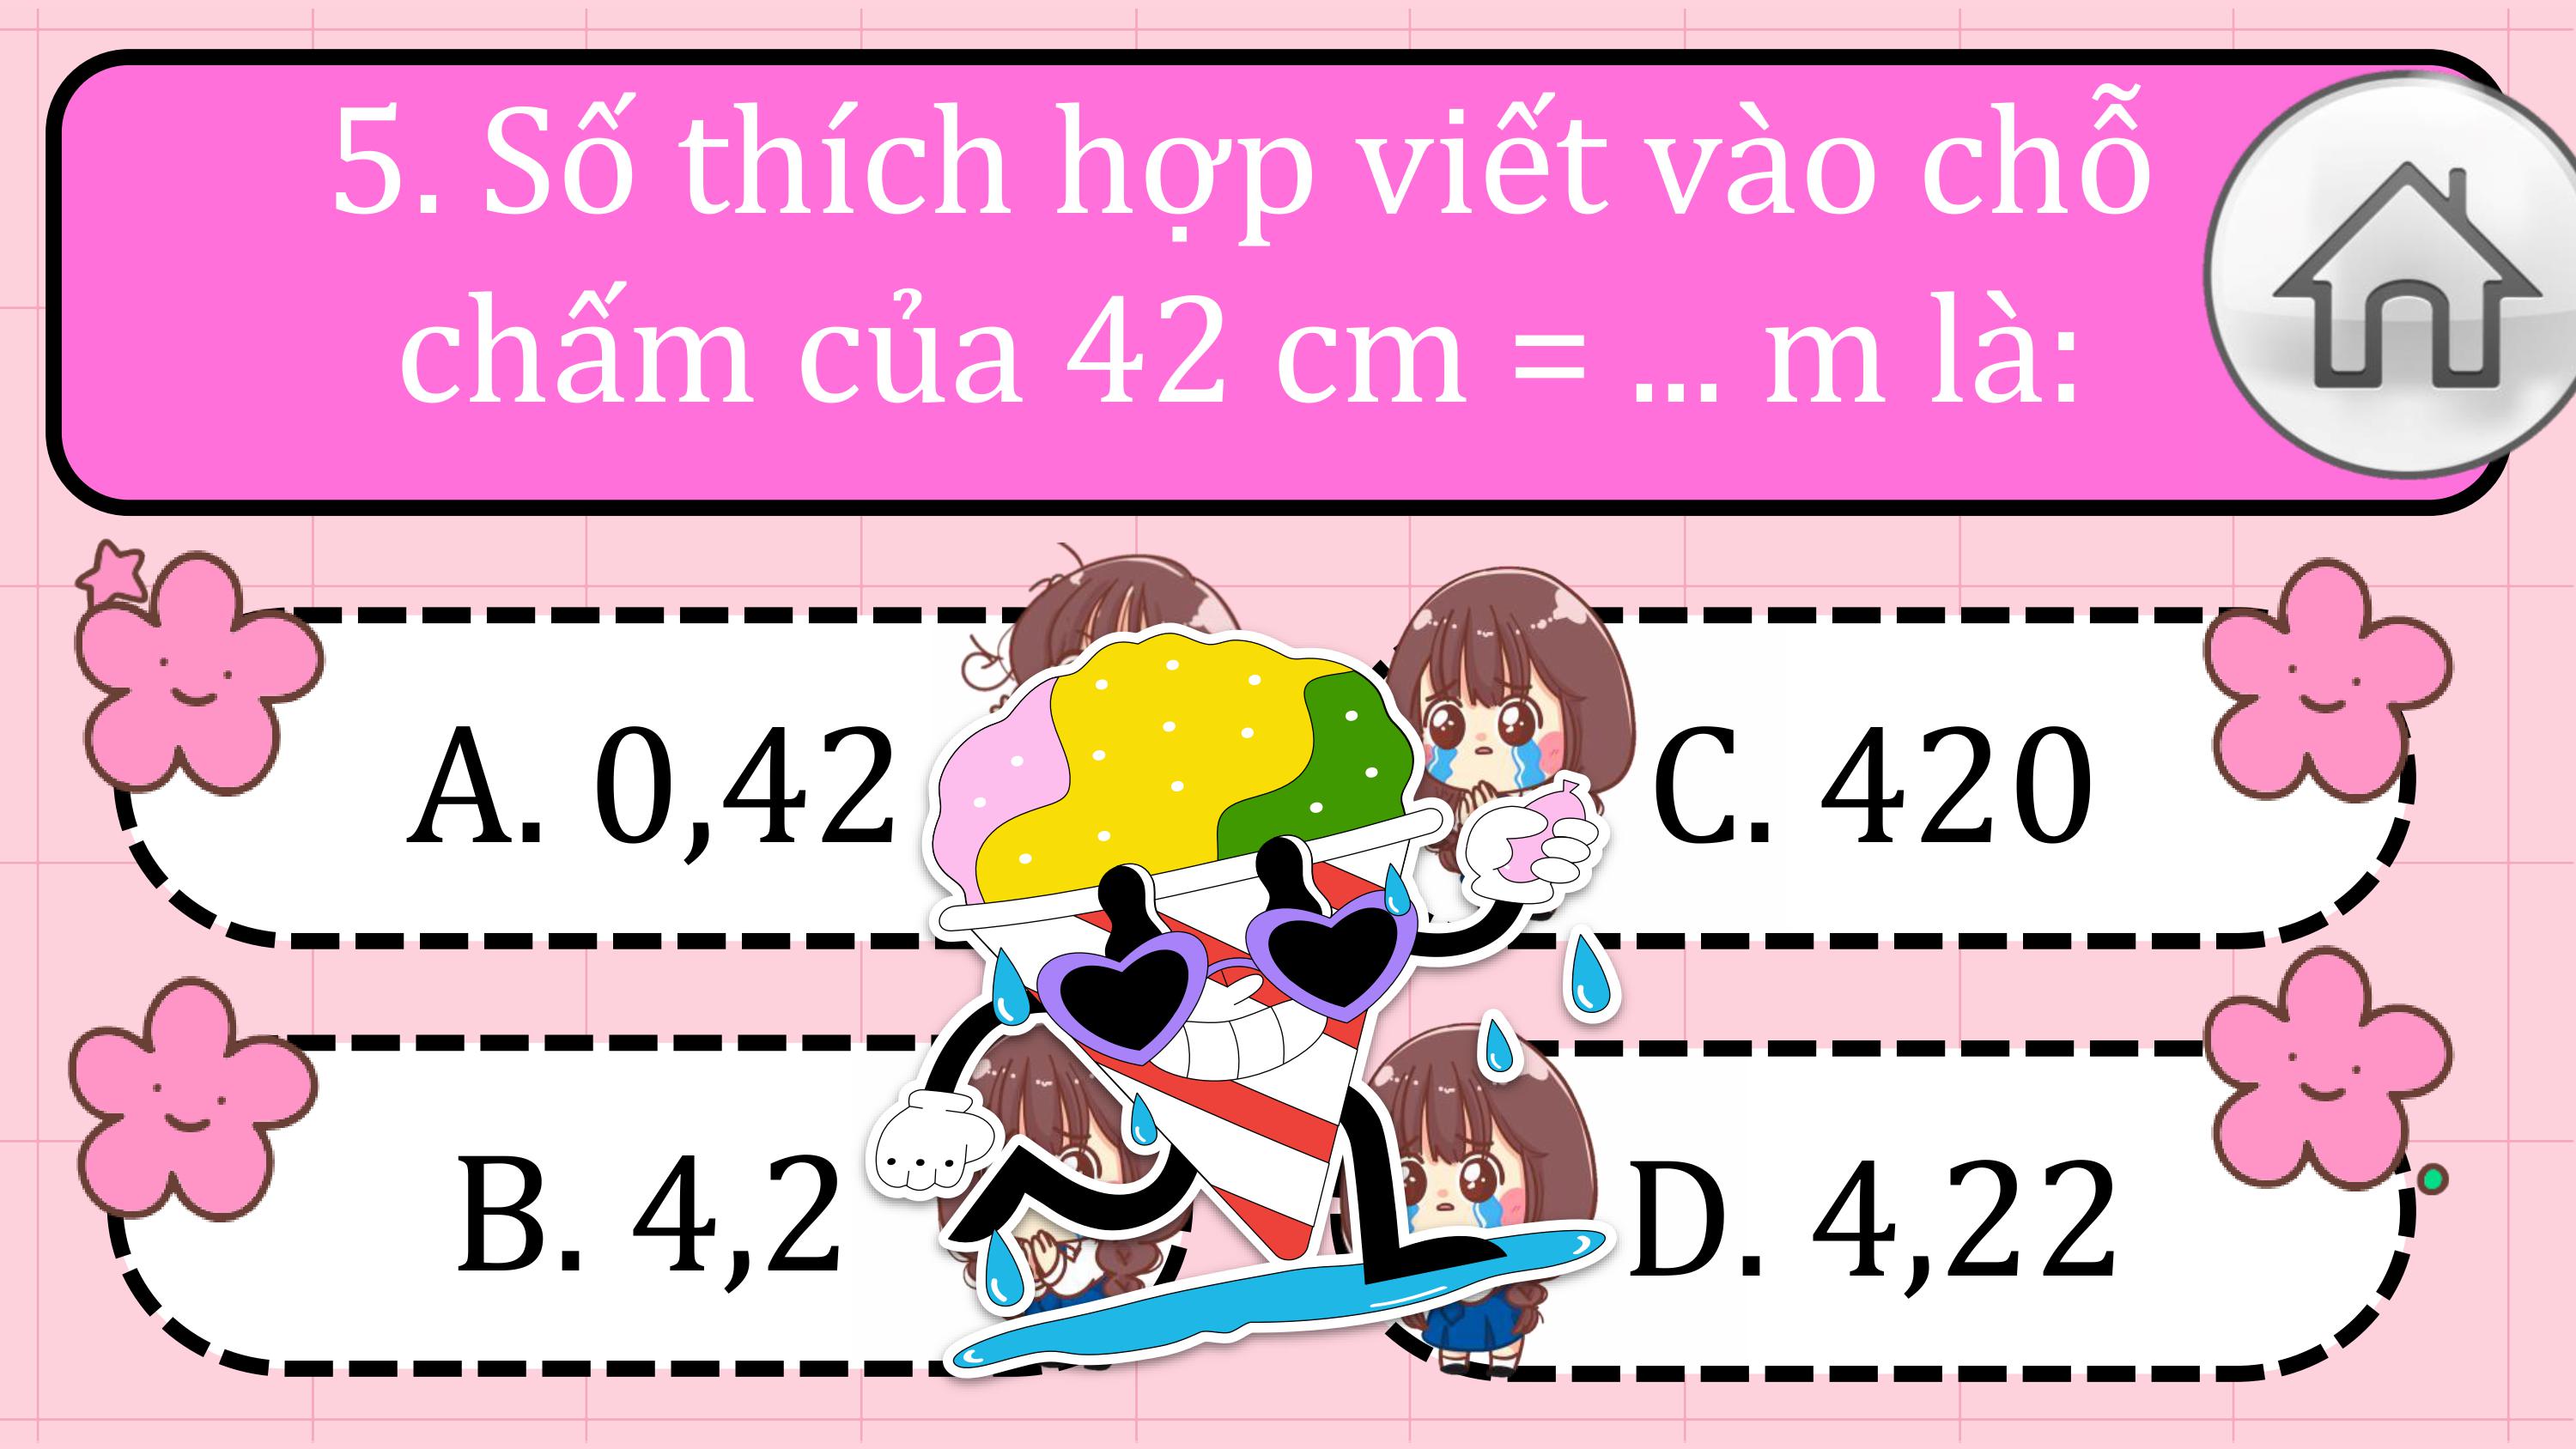 5. Số thích hợp viết vào chỗ
chấm của 42 cm = ... m là:
A. 0,42
C. 420
B. 4,2
D. 4,22